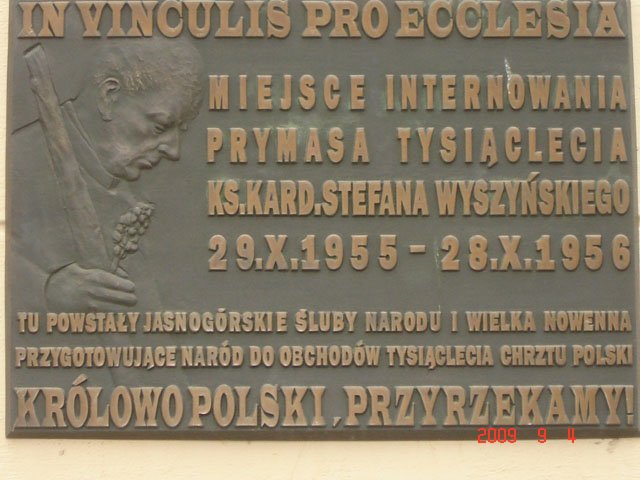 IN VINCULIS PRO ECCLESIA
MIEJSCE INTERNOWANIA
PRYMASA TYSIĄCLECIA
KS.KARD.STEFANA WYSZYŃSKIEGO
29.X.1955 - 28.X.1956
TU POWSTAŁY JASNOGÓRSKIE ŚLUBY NARODU I WIELKA NOWENNA
PRZYGOTOWUJĄCE NARÓD DO OBCHODÓW TYSIĄCLECIA CHRZTU POLSKI
KRÓLOWO POLSKI, PRZYRZEKAMY!
2009 9 4